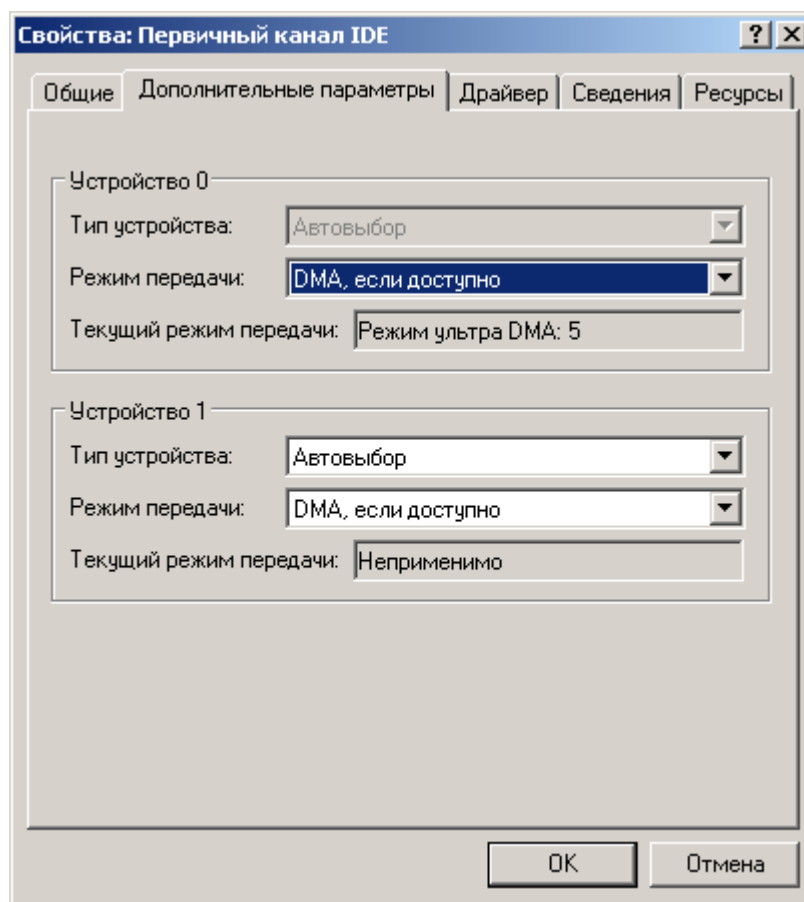 Свойства: Первичный канал IDE
Общие Дополнительные параметры Драйвер Сведения Ресурсы
Устройство 0
Тип устройства: Автовыбор
Режим передачи: DMA, если доступно
Текущий режим передачи: Режим ультра DMA: 5
Устройство 1
Тип устройства: Автовыбор
Режим передачи: DMA, если доступно
Текущий режим передачи: Неприменимо
OK Отмена